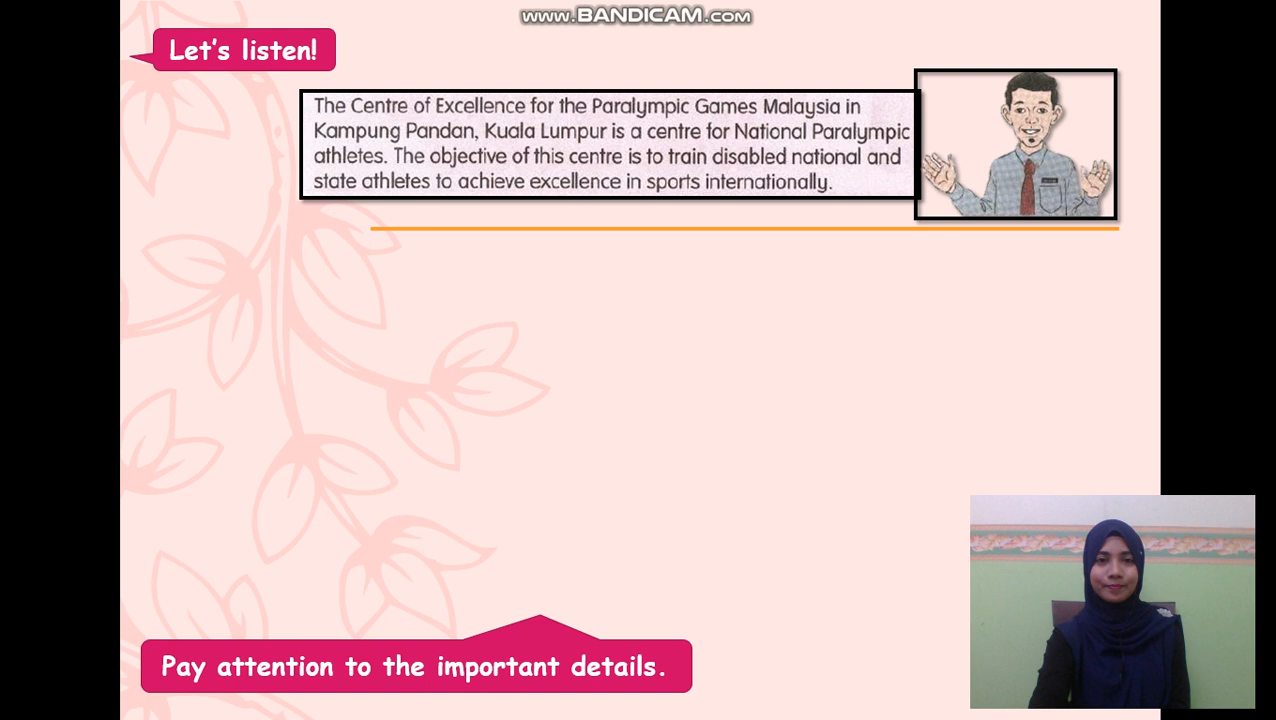 www.BANDICAM.com
Let's listen!
The Centre of Excellence for the Paralympic Games Malaysia in
Kampung Pandan, Kuala Lumpur is a centre for National Paralympic
athletes. The objective of this centre is to train disabled national and
state athletes to achieve excellence in sports internationally.
Pay attention to the important details.